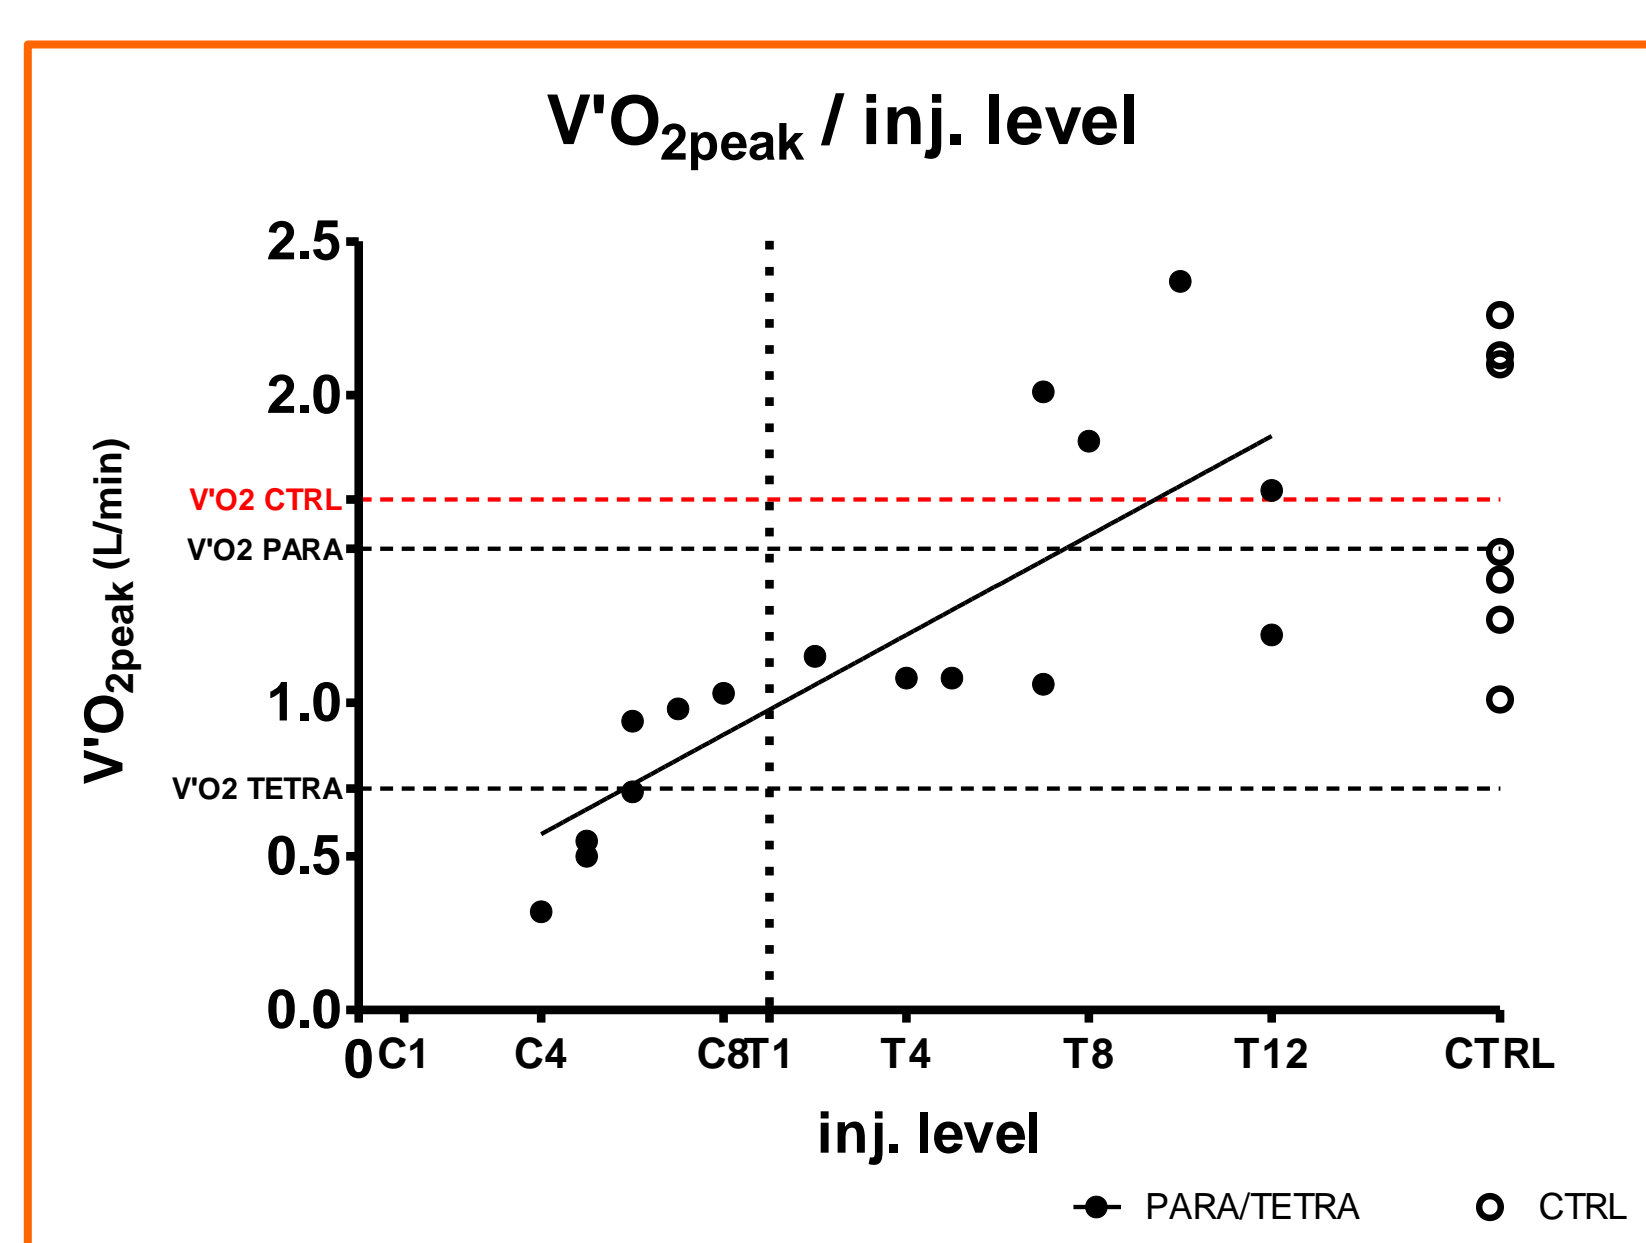 V'O2peak / inj. level
2.5
2.0
V'O2 CTRL
V'O2 PARA
1.0
V'O2 TETRA
0.5
0.0
V'O2peak (L/min)
0 C1 C4 C8 T1 T4 T8 T12 CTRL
inj. level
PARA/TETRA CTRL